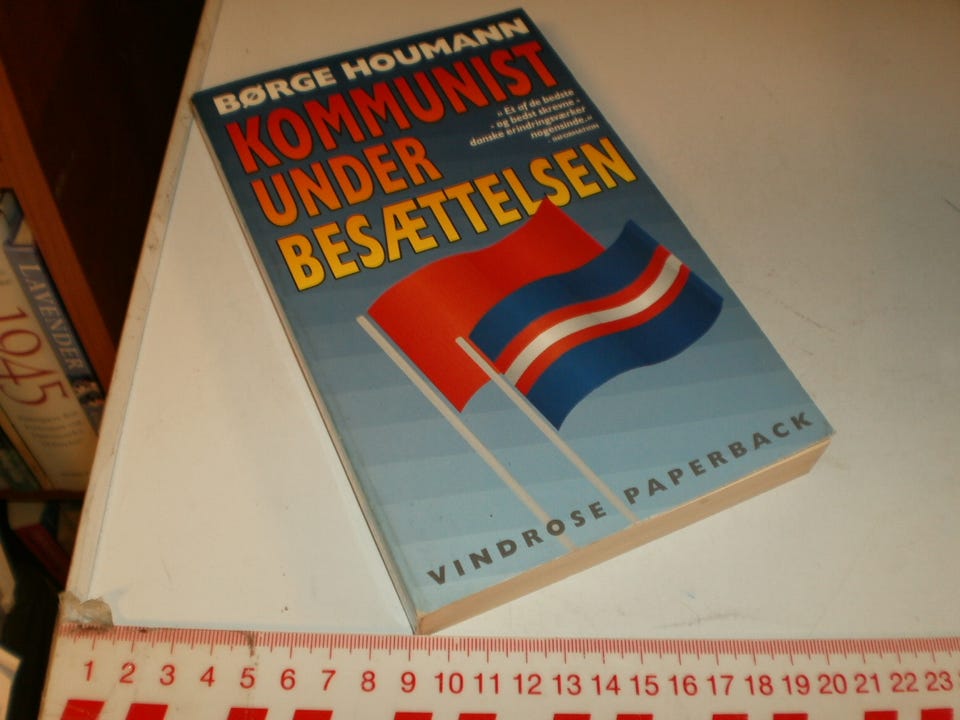 BØRGE HOUMANN
KOMMUNIST
UNDER
BESÆTTELSEN
»Et af de bedste
- og bedst skrevne -
danske erindringsværker
nogensinde.«
- INFORMATION
VINDROSE PAPERBACK
LAVENDER
1945
1 2 3 4 5 6 7 8 9 10 11 12 13 14 15 16 17 18 19 20 21 22 23